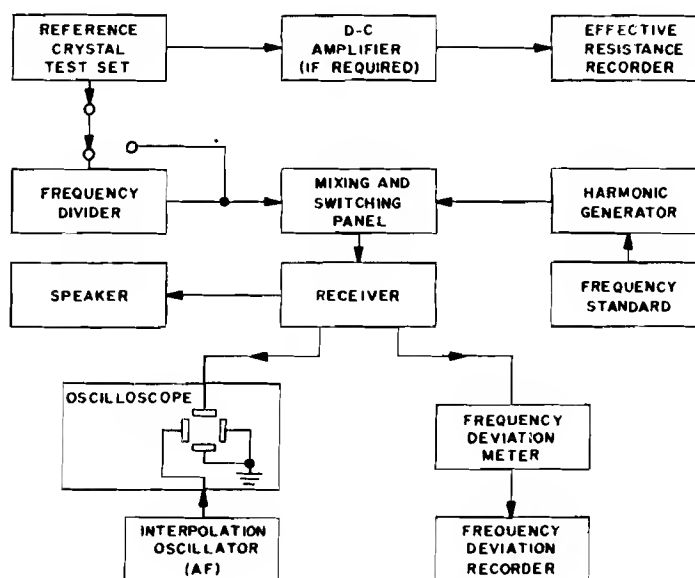 REFERENCE
CRYSTAL
TEST SET
D-C
AMPLIFIER
(IF REQUIRED)
EFFECTIVE
RESISTANCE
RECORDER
FREQUENCY
DIVIDER
MIXING AND
SWITCHING
PANEL
HARMONIC
GENERATOR
SPEAKER
RECEIVER
FREQUENCY
STANDARD
OSCILLOSCOPE
FREQUENCY
DEVIATION
METER
INTERPOLATION
OSCILLATOR
(AF)
FREQUENCY
DEVIATION
RECORDER